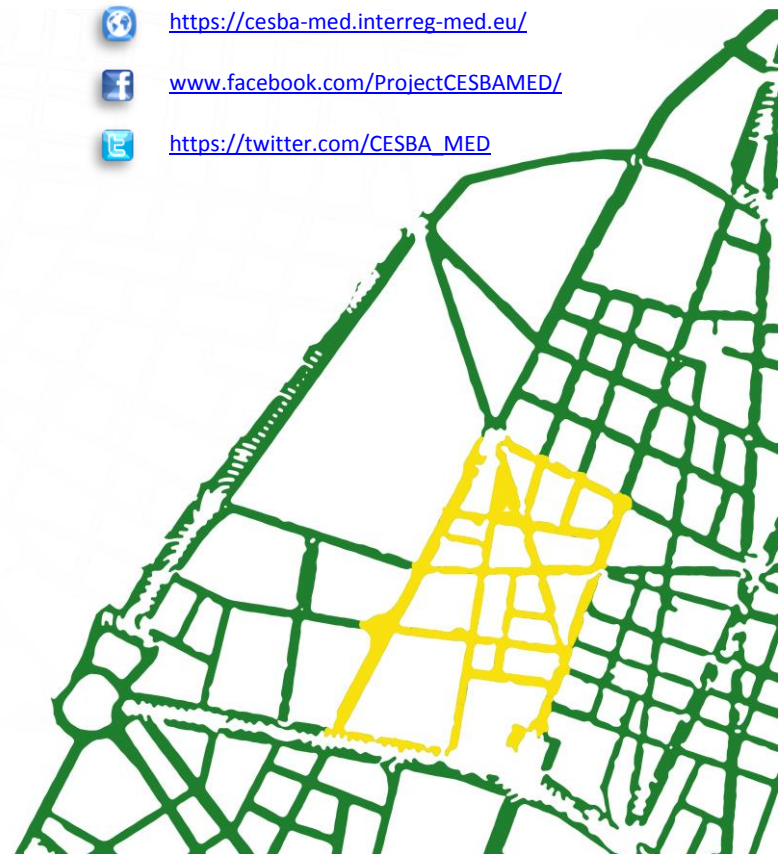 https://cesba-med.interreg-med.eu/
www.facebook.com/ProjectCESBAMED/
https://twitter.com/CESBA_MED